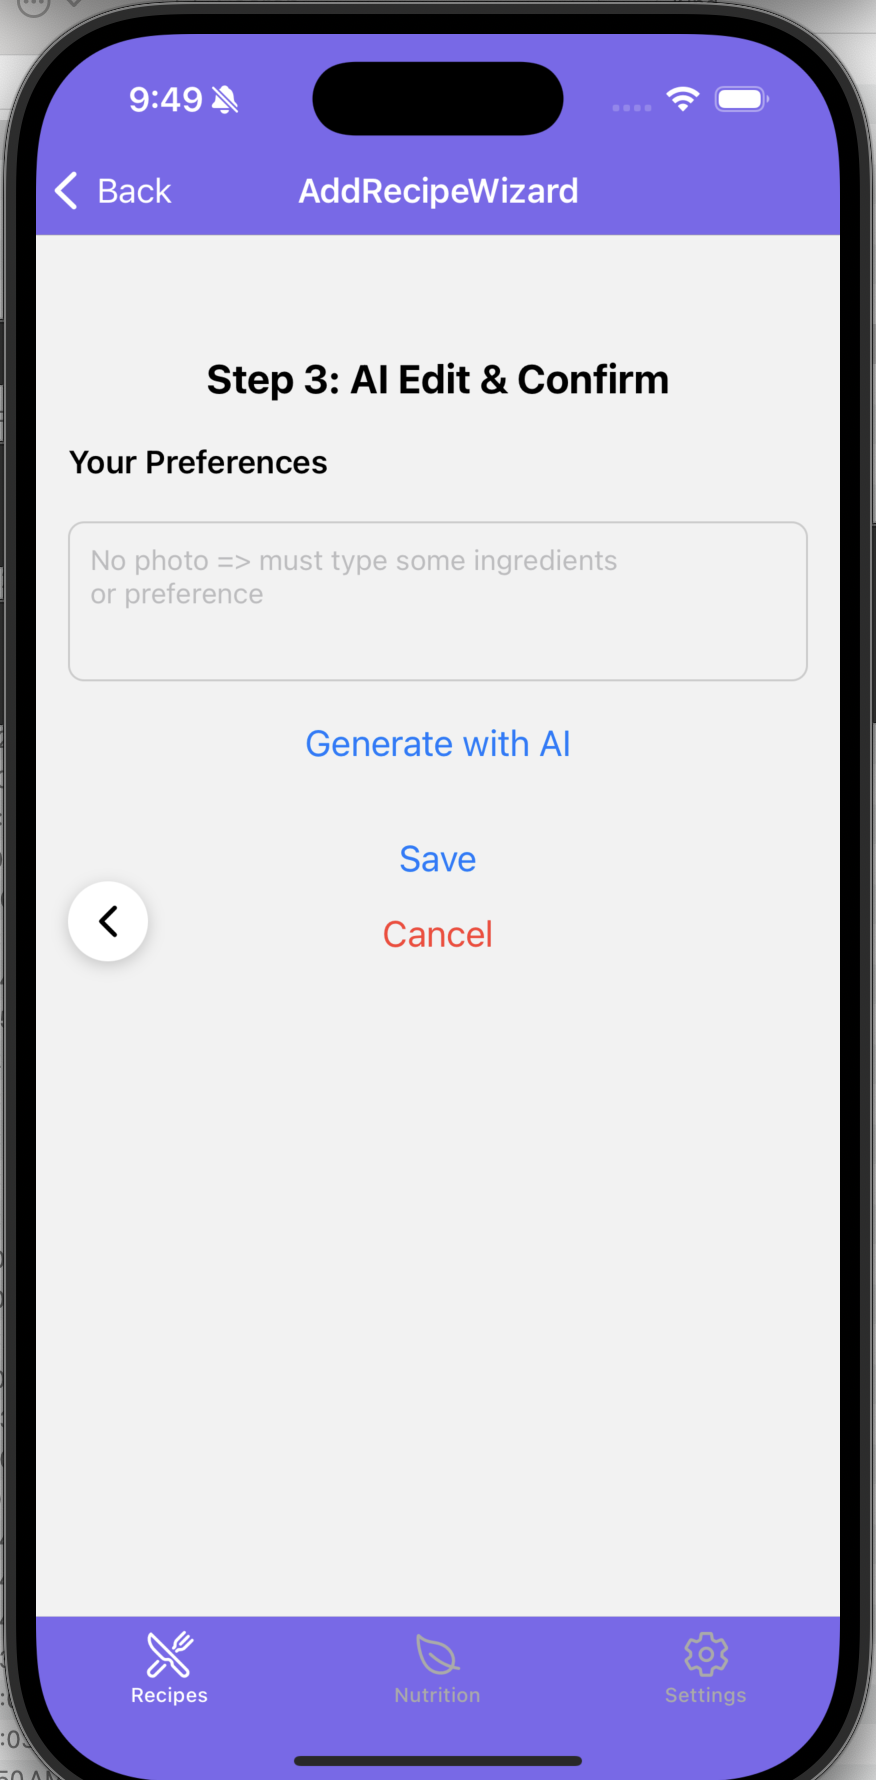 9:49
Back
AddRecipeWizard
Step 3: AI Edit & Confirm
Your Preferences
No photo => must type some ingredients
or preference
Generate with AI
Save
Cancel
Recipes
Nutrition
Settings